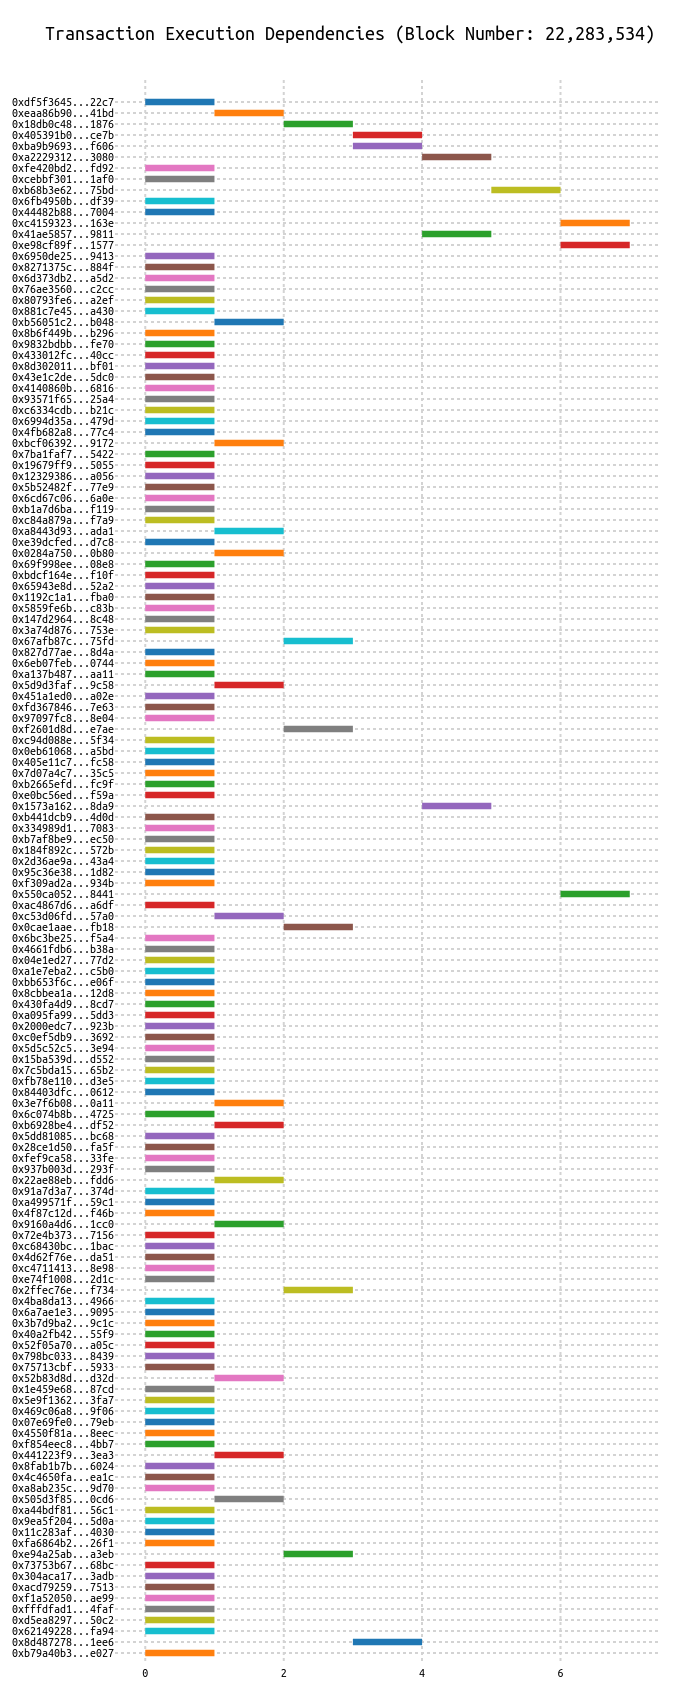 Transaction Execution Dependencies (Block Number: 22,283,534)
0xdf5f3645...22c7
0xeaa86b90...41bd
0x18db0c48...1876
0x405391b0...ce7b
0xba9b9693...f606
0xa2229312...3080
0xfe420bd2...fd92
0xcebbf301...1af0
0xb68b3e62...75bd
0x6fb4950b...df39
0x44482b88...7004
0xc4159323...163e
0x41ae5857...9811
0xe98cf89f...1577
0x6950de25...9413
0x8271375c...884f
0x6d373db2...a5d2
0x76ae3560...c2cc
0x80793fe6...a2ef
0x881c7e45...a430
0xb56051c2...b048
0x8b6f449b...b296
0x9832bdbb...fe70
0x433012fc...40cc
0x8d302011...bf01
0x43e1c2de...5dc0
0x4140860b...6816
0x93571f65...25a4
0xc6334cdb...b21c
0x6994d35a...479d
0x4fb682a8...77c4
0xbcf06392...9172
0x7ba1faf7...5422
0x19679ff9...5055
0x12329386...a056
0x5b52482f...77e9
0x6cd67c06...6a0e
0xb1a7d6ba...f119
0xc84a879a...f7a9
0xa8443d93...ada1
0xe39dcfed...d7c8
0x0284a750...0b80
0x69f998ee...08e8
0xbdcf164e...f10f
0x65943e8d...52a2
0x1192c1a1...fba0
0x5859fe6b...c83b
0x147d2964...8c48
0x3a74d876...753e
0x67afb87c...75fd
0x827d77ae...8d4a
0x6eb07feb...0744
0xa137b487...aa11
0x5d9d3faf...9c58
0x451a1ed0...a02e
0xfd367846...7e63
0x97097fc8...8e04
0xf2601d8d...e7ae
0xc94d088e...5f34
0x0eb61068...a5bd
0x405e11c7...fc58
0x7d07a4c7...35c5
0xb2665efd...fc9f
0xe0bc56ed...f59a
0x1573a162...8da9
0xb441dcb9...4d0d
0x334989d1...7083
0xb7af8be9...ec50
0x184f892c...572b
0x2d36ae9a...43a4
0x95c36e38...1d82
0xf309ad2a...934b
0x550ca052...8441
0xac4867d6...a6df
0xc53d06fd...57a0
0x0cae1aae...fb18
0x6bc3be25...f5a4
0x4661fdb6...b38a
0x04e1ed27...77d2
0xa1e7eba2...c5b0
0xbb653f6c...e06f
0x8cbbea1a...12d8
0x430fa4d9...8cd7
0xa095fa99...5dd3
0x2000edc7...923b
0xc0ef5db9...3692
0x5d5c52c5...3e94
0x15ba539d...d552
0x7c5bda15...65b2
0xfb78e110...d3e5
0x84403dfc...0612
0x3e7f6b08...0a11
0x6c074b8b...4725
0xb6928be4...df52
0x5dd81085...bc68
0x28ce1d50...fa5f
0xfef9ca58...33fe
0x937b003d...293f
0x22ae88eb...fdd6
0x91a7d3a7...374d
0xa499571f...59c1
0x4f87c12d...f46b
0x9160a4d6...1cc0
0x72e4b373...7156
0xc68430bc...1bac
0x4d62f76e...da51
0xc4711413...8e98
0xe74f1008...2d1c
0x2ffec76e...f734
0x4ba8da13...4966
0x6a7ae1e3...9095
0x3b7d9ba2...9c1c
0x40a2fb42...55f9
0x52f05a70...a05c
0x798bc033...8439
0x75713cbf...5933
0x52b83d8d...d32d
0x1e459e68...87cd
0x5e9f1362...3fa7
0x469c06a8...9f06
0x07e69fe0...79eb
0x4550f81a...8eec
0xf854eec8...4bb7
0x441223f9...3ea3
0x8fab1b7b...6024
0x4c4650fa...ea1c
0xa8ab235c...9d70
0x505d3f85...0cd6
0xa44bdf81...56c1
0x9ea5f204...5d0a
0x11c283af...4030
0xfa6864b2...26f1
0xe94a25ab...a3eb
0x73753b67...68bc
0x304aca17...3adb
0xacd79259...7513
0xf1a52050...ae99
0xfffdfad1...4faf
0xd5ea8297...50c2
0x62149228...fa94
0x8d487278...1ee6
0xb79a40b3...e027
0 2 4 6